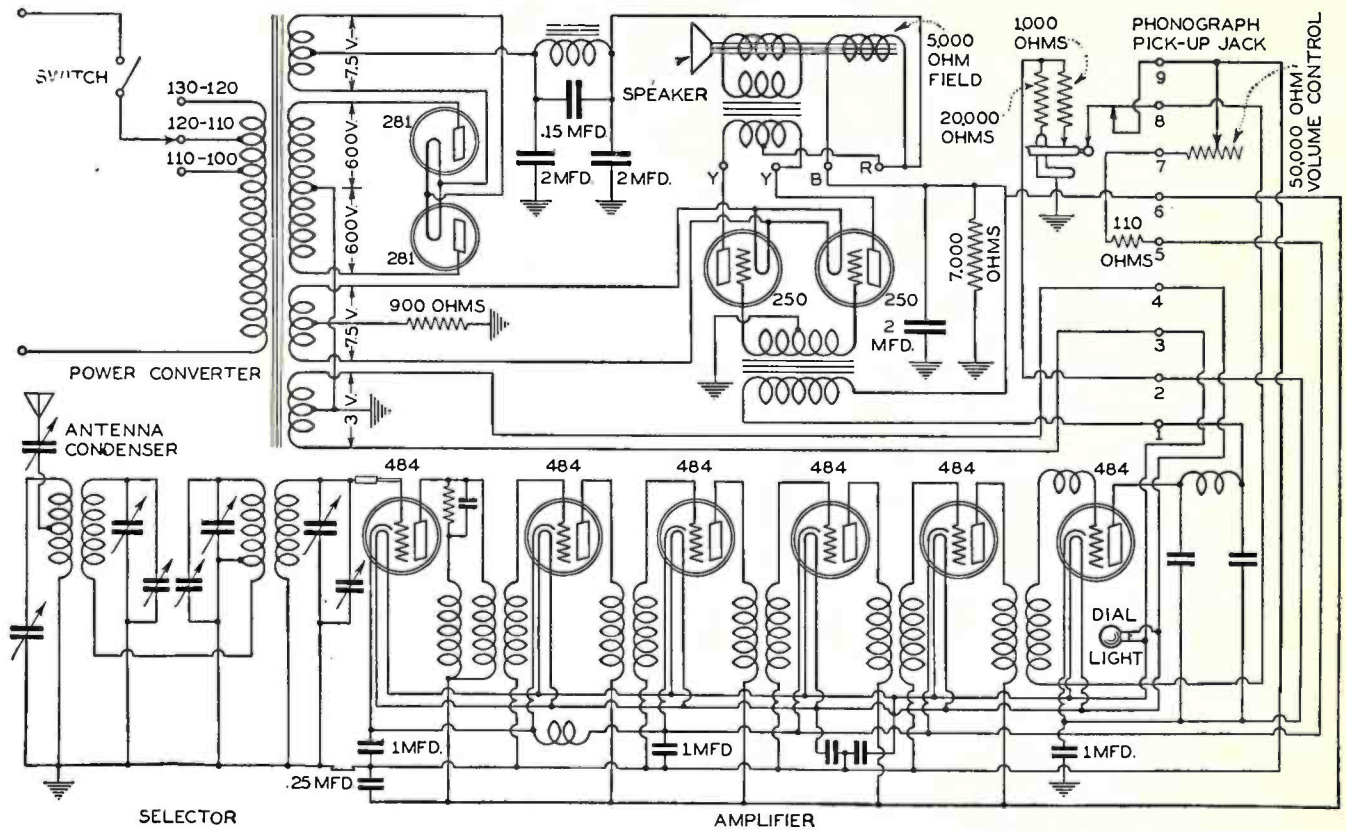 SWITCH
130-120
120-110
110-100
POWER CONVERTER
7.5 V.
600 V.
600 V.
7.5 V.
3 V.
281
281
900 OHMS
.15 MFD.
2 MFD.
2 MFD.
SPEAKER
5,000
OHM
FIELD
Y
Y
B
R
250
250
2
MFD.
7,000
OHMS
1,000
OHMS
20,000
OHMS
PHONOGRAPH
PICK-UP JACK
9
8
7
6
110
OHMS
5
4
3
2
1
50,000 OHM
VOLUME CONTROL
ANTENNA
CONDENSER
484
484
484
484
484
484
DIAL
LIGHT
1 MFD.
.25 MFD
1 MFD
1 MFD.
SELECTOR
AMPLIFIER